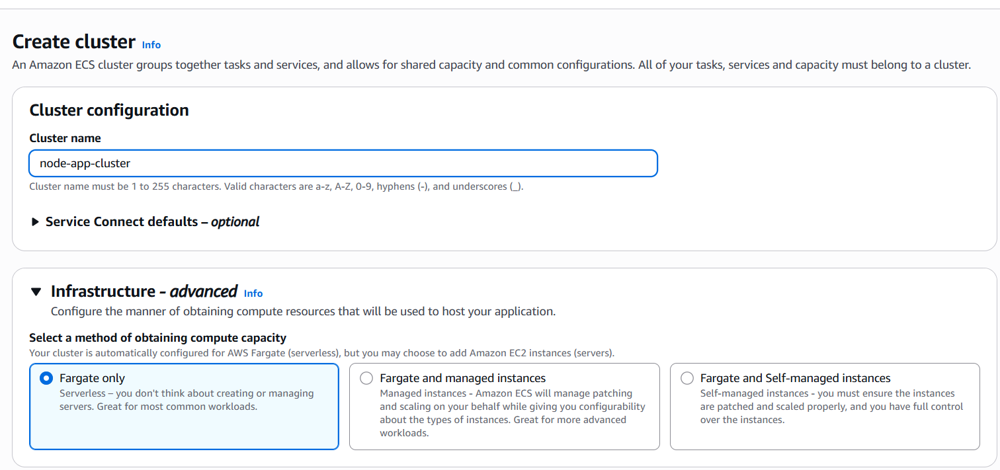 Create cluster Info
An Amazon ECS cluster groups together tasks and services, and allows for shared capacity and common configurations. All of your tasks, services and capacity must belong to a cluster.
Cluster configuration
Cluster name
node-app-cluster
Cluster name must be 1 to 255 characters. Valid characters are a-z, A-Z, 0-9, hyphens (-), and underscores (_).
Service Connect defaults – optional
Infrastructure - advanced Info
Configure the manner of obtaining compute resources that will be used to host your application.
Select a method of obtaining compute capacity
Your cluster is automatically configured for AWS Fargate (serverless), but you may choose to add Amazon EC2 instances (servers).
Fargate only
Serverless – you don't think about creating or managing
servers. Great for most common workloads.
Fargate and managed instances
Managed instances - Amazon ECS will manage patching
and scaling on your behalf while giving you configurability
about the types of instances. Great for more advanced
workloads.
Fargate and Self-managed instances
Self-managed instances - you must ensure the instances
are patched and scaled properly, and you have full control
over the instances.